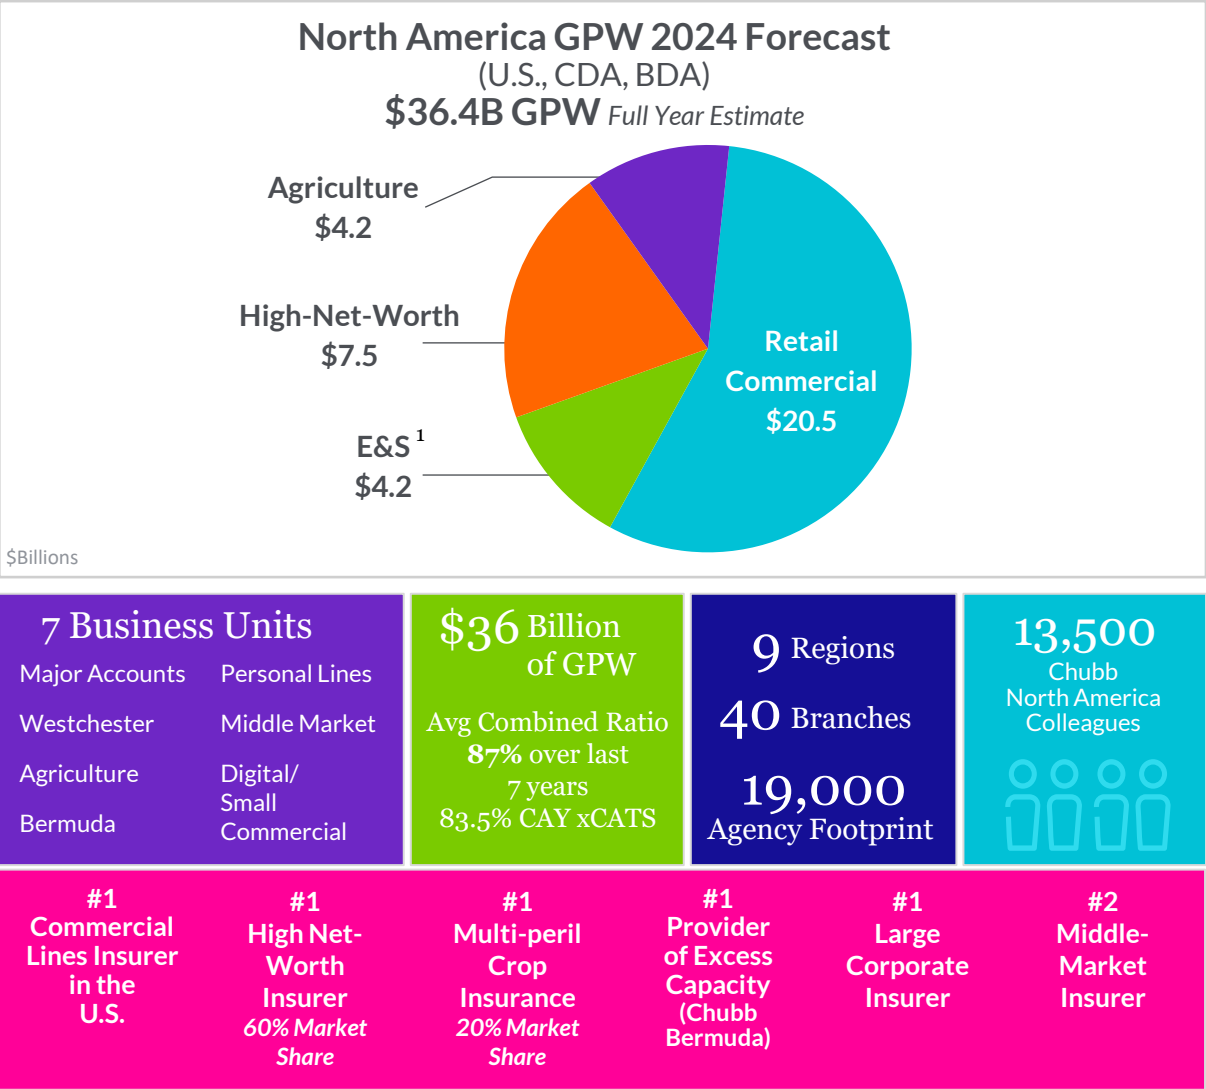 North America GPW 2024 Forecast
(U.S., CDA, BDA)
$36.4B GPW Full Year Estimate
Agriculture
$4.2
High-Net-Worth
$7.5
E&S 1
$4.2
Retail
Commercial
$20.5
$Billions
7 Business Units
Major Accounts
Westchester
Agriculture
Bermuda
Personal Lines
Middle Market
Digital/
Small
Commercial
$36 Billion
of GPW
Avg Combined Ratio
87% over last
7 years
83.5% CAY xCATS
9 Regions
40 Branches
19,000
Agency Footprint
13,500
Chubb
North America
Colleagues
#1
Commercial
Lines Insurer
in the
U.S.
#1
High Net-
Worth
Insurer
60% Market
Share
#1
Multi-peril
Crop
Insurance
20% Market
Share
#1
Provider
of Excess
Capacity
(Chubb
Bermuda)
#1
Large
Corporate
Insurer
#2
Middle-
Market
Insurer